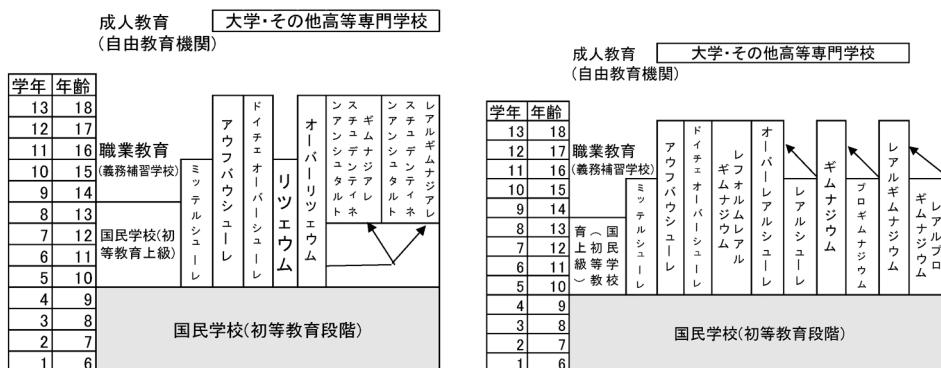 成人教育
(自由教育機関)
大学・その他高等専門学校
学年 年齢
13 18
12 17
11 16
10 15
9 14
8 13
7 12
6 11
5 10
4 9
3 8
2 7
1 6
職業教育
(義務補習学校)
国民学校(初
等教育上級)
ミッテルシューレ
アウフバウシューレ
ドイチェオーバーシューレ
リツェウム
オーバーリツェウム
スチュデンティネ
ンアンシュタルト
ギムナジアレ
スチュデンティネ
ンアンシュタルト
レアルギムナジアレ
国民学校(初等教育段階)
成人教育
(自由教育機関)
大学・その他高等専門学校
学年 年齢
13 18
12 17
11 16
10 15
9 14
8 13
7 12
6 11
5 10
4 9
3 8
2 7
1 6
職業教育
(義務補習学校)
国民学校
(初等教
育上級)
ミッテルシューレ
アウフバウシューレ
ドイチェオーバーシューレ
レフォルムレアル
ギムナジウム
オーバーレアルシューレ
レアルシューレ
ギムナジウム
プロギムナジウム
レアルギムナジウム
レアルプロ
ギムナジウム
国民学校(初等教育段階)